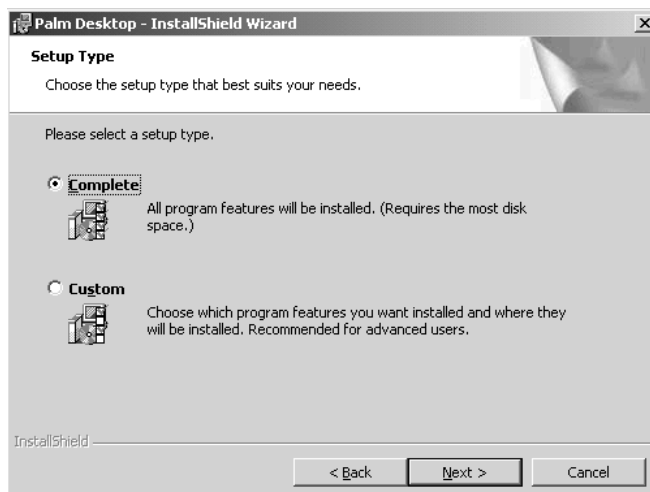 Palm Desktop - InstallShield Wizard
Setup Type
Choose the setup type that best suits your needs.
Please select a setup type.
Complete
All program features will be installed. (Requires the most disk
space.)
Custom
Choose which program features you want installed and where they
will be installed. Recommended for advanced users.
InstallShield
< Back
Next >
Cancel